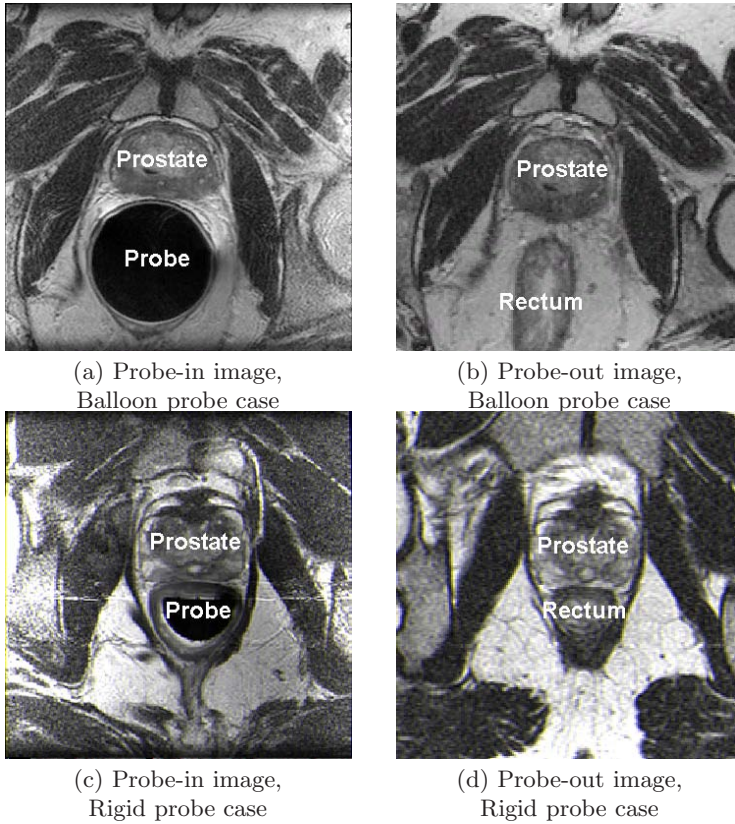 Prostate
Probe
Prostate
Rectum
(a) Probe-in image,
Balloon probe case
(b) Probe-out image,
Balloon probe case
Prostate
Probe
Prostate
Rectum
(c) Probe-in image,
Rigid probe case
(d) Probe-out image,
Rigid probe case